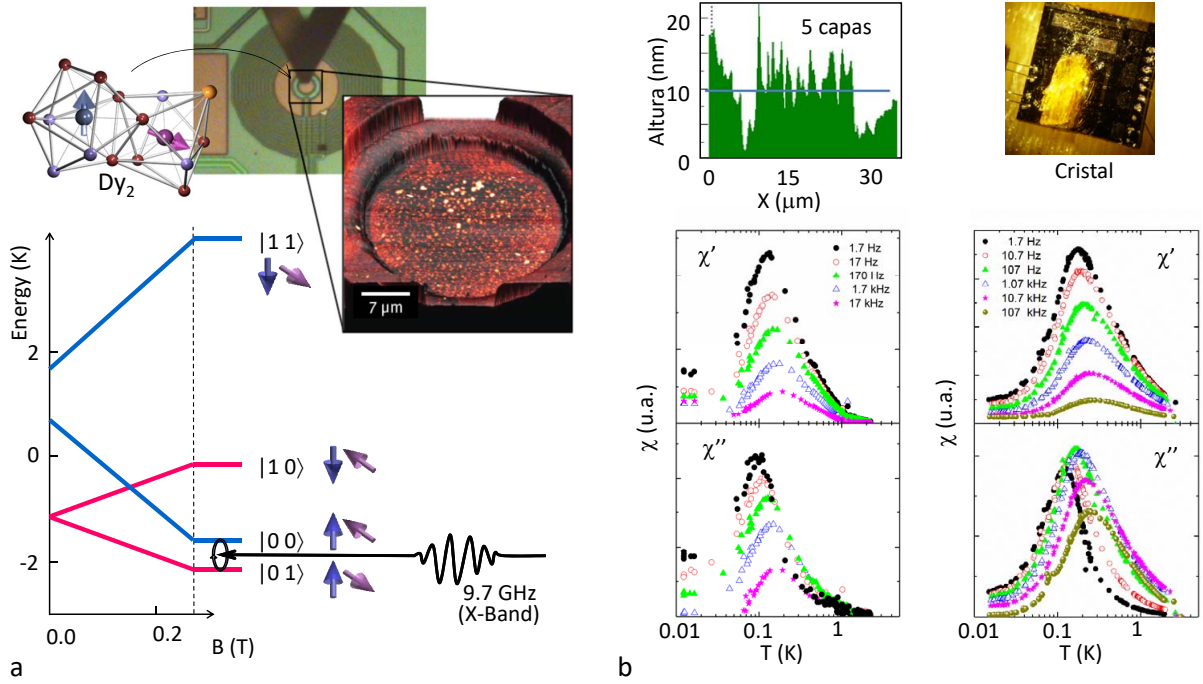 Dy2
7 µm
Energy (K)
2
0
-2
0.0
0.2
B (T)
|1 1⟩
|1 0⟩
|0 0⟩
|0 1⟩
9.7 GHz
(X-Band)
a
5 capas
Altura (nm)
20
10
0
0
15
30
X (µm)
Cristal
χ'
1.7 Hz
17 Hz
170 Hz
1.7 kHz
17 kHz
χ'
1.7 Hz
10.7 Hz
107 Hz
1.07 kHz
10.7 kHz
107 kHz
χ (u.a.)
χ''
0.01
0.1
1
T (K)
χ (u.a.)
χ''
0.01
0.1
1
T (K)
b